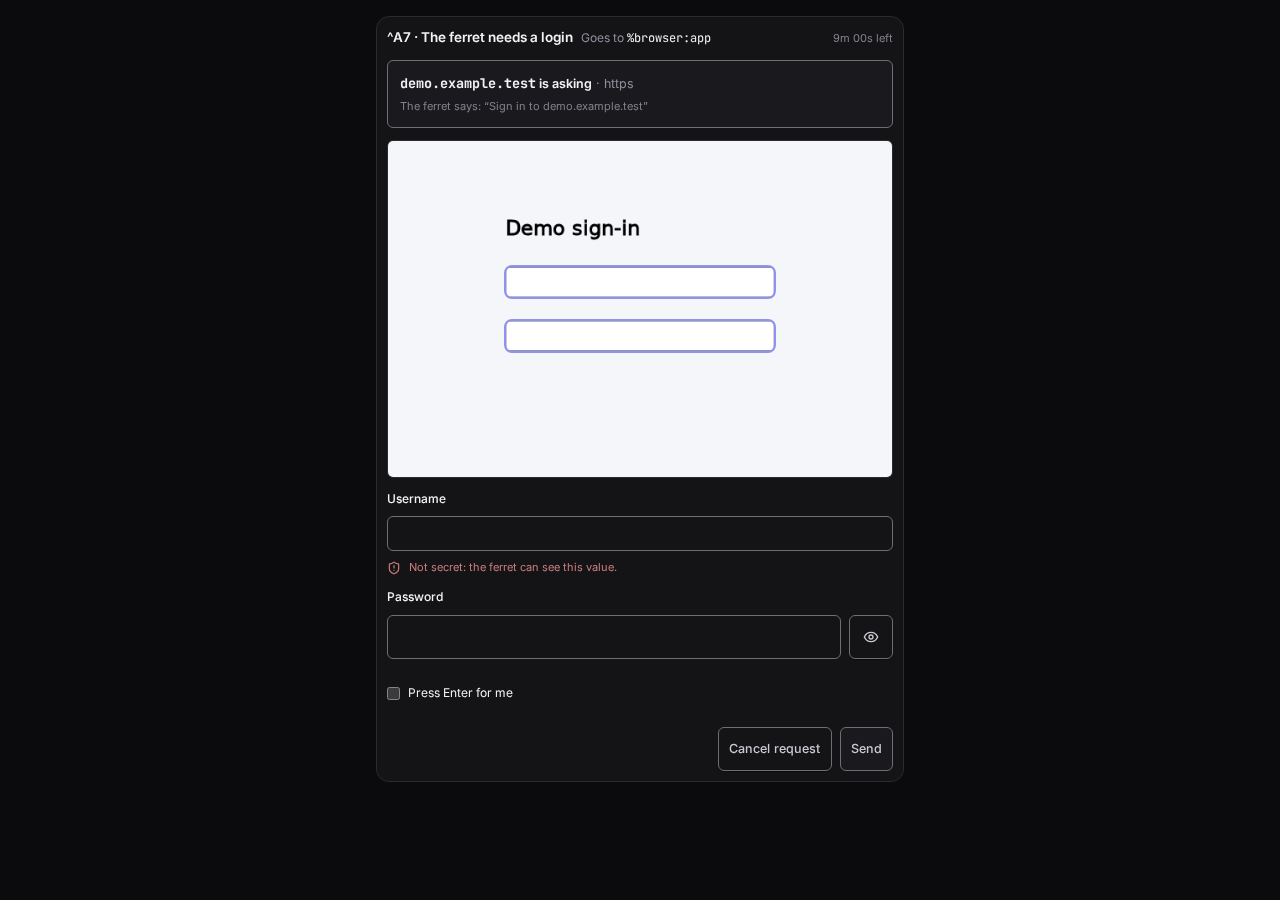 ^A7 · The ferret needs a login Goes to %browser:app 9m 00s left
demo.example.test is asking · https
The ferret says: “Sign in to demo.example.test”
Demo sign-in
Username
Not secret: the ferret can see this value.
Password
Press Enter for me
Cancel request Send